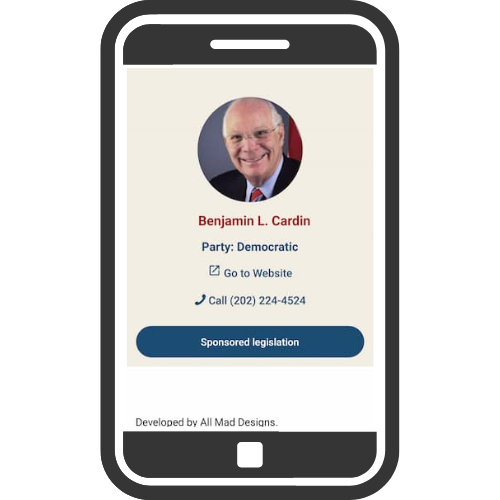 Benjamin L. Cardin
Party: Democratic
Go to Website
Call (202) 224-4524
Sponsored legislation
Developed by All Mad Designs.